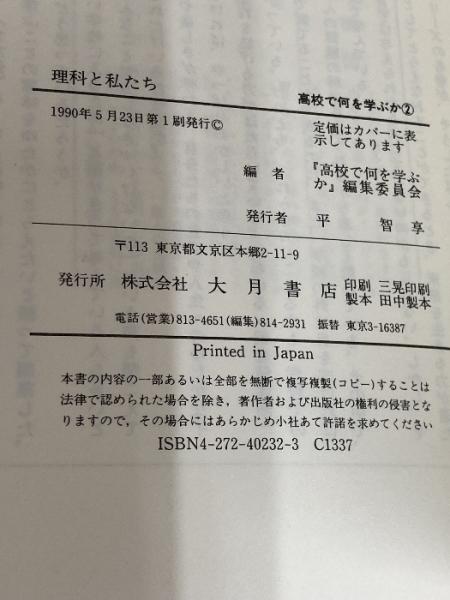 理科と私たち
高校で何を学ぶか②
1990年5月23日第1刷発行©
定価はカバーに表
示してあります
編者
『高校で何を学ぶ
か』編集委員会
発行者 平 智享
〒113 東京都文京区本郷2-11-9
発行所 株式会社 大月書店
印刷 三晃印刷
製本 田中製本
電話(営業)813-4651(編集)814-2931 振替 東京3-16387
Printed in Japan
本書の内容の一部あるいは全部を無断で複写複製(コピー)することは
法律で認められた場合を除き，著作者および出版社の権利の侵害とな
りますので，その場合にはあらかじめ小社あて許諾を求めてください
ISBN4-272-40232-3 C1337